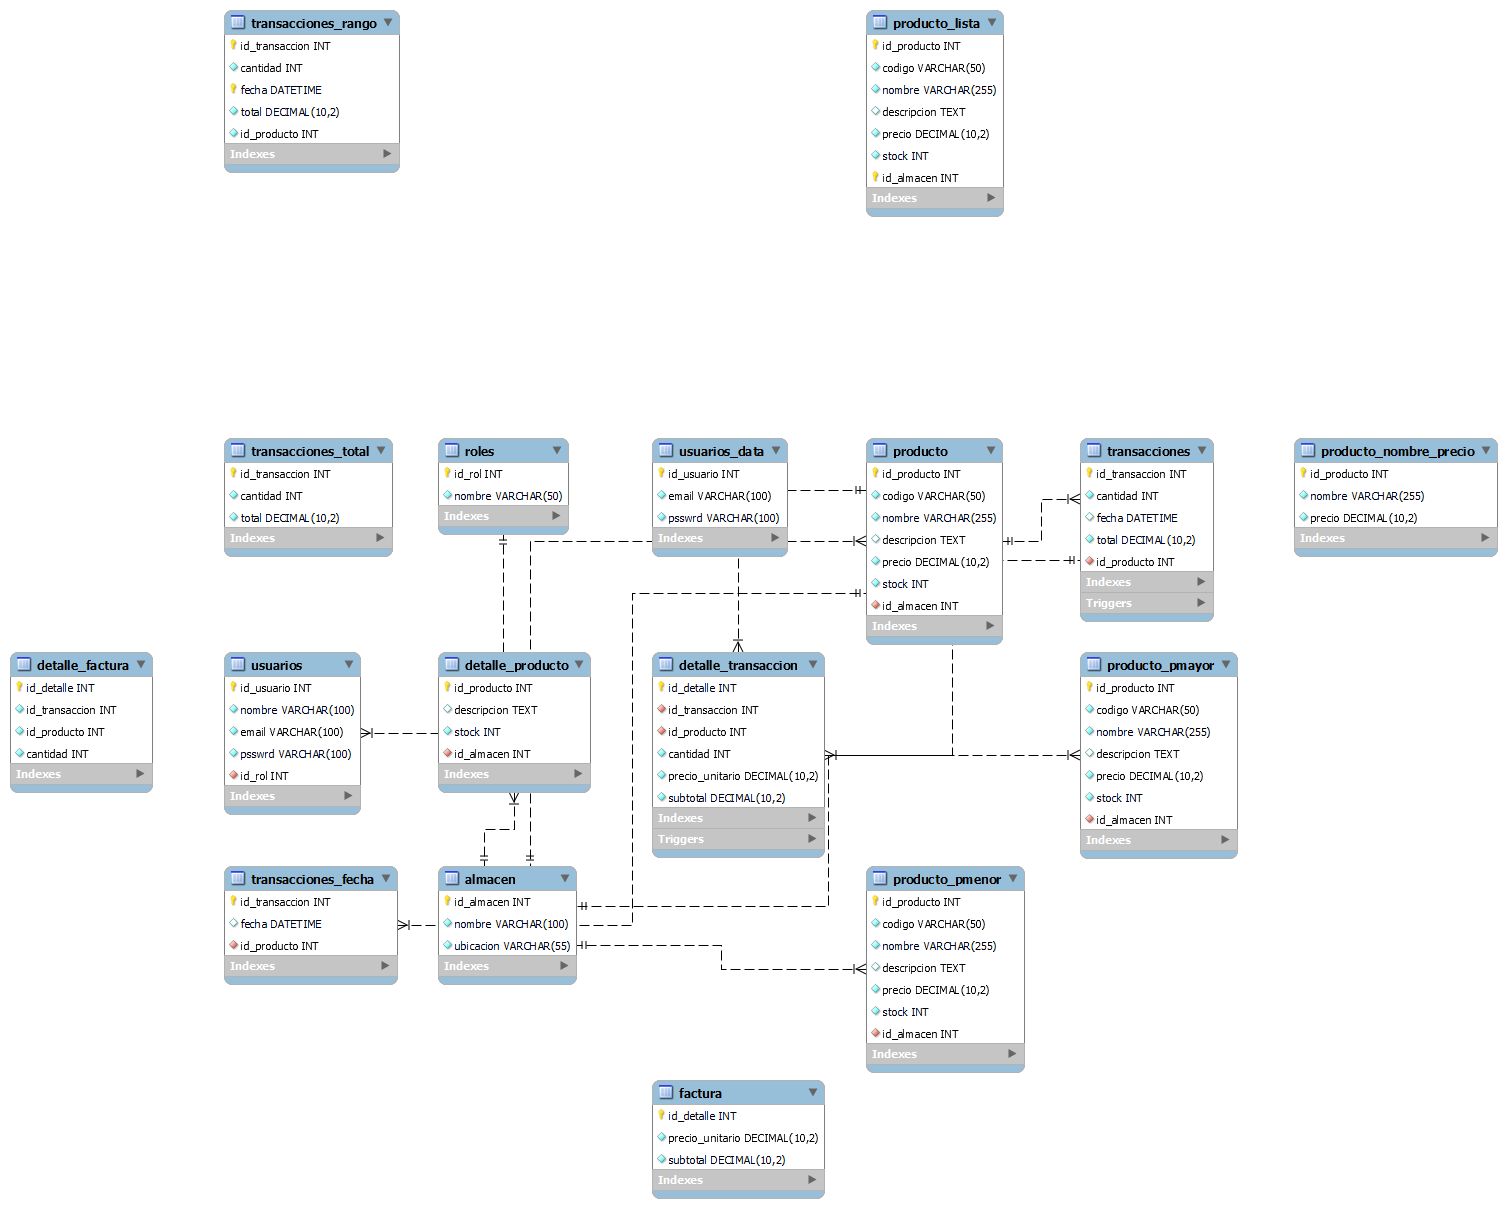 transacciones_rango
id_transaccion INT
cantidad INT
fecha DATETIME
total DECIMAL(10,2)
id_producto INT
Indexes
producto_lista
id_producto INT
codigo VARCHAR(50)
nombre VARCHAR(255)
descripcion TEXT
precio DECIMAL(10,2)
stock INT
id_almacen INT
Indexes
transacciones_total
id_transaccion INT
cantidad INT
total DECIMAL(10,2)
Indexes
roles
id_rol INT
nombre VARCHAR(50)
Indexes
usuarios_data
id_usuario INT
email VARCHAR(100)
psswrd VARCHAR(100)
Indexes
producto
id_producto INT
codigo VARCHAR(50)
nombre VARCHAR(255)
descripcion TEXT
precio DECIMAL(10,2)
stock INT
id_almacen INT
Indexes
transacciones
id_transaccion INT
cantidad INT
fecha DATETIME
total DECIMAL(10,2)
id_producto INT
Indexes
Triggers
producto_nombre_precio
id_producto INT
nombre VARCHAR(255)
precio DECIMAL(10,2)
Indexes
detalle_factura
id_detalle INT
id_transaccion INT
id_producto INT
cantidad INT
Indexes
usuarios
id_usuario INT
nombre VARCHAR(100)
email VARCHAR(100)
psswrd VARCHAR(100)
id_rol INT
Indexes
detalle_producto
id_producto INT
descripcion TEXT
stock INT
id_almacen INT
Indexes
detalle_transaccion
id_detalle INT
id_transaccion INT
id_producto INT
cantidad INT
precio_unitario DECIMAL(10,2)
subtotal DECIMAL(10,2)
Indexes
Triggers
producto_pmayor
id_producto INT
codigo VARCHAR(50)
nombre VARCHAR(255)
descripcion TEXT
precio DECIMAL(10,2)
stock INT
id_almacen INT
Indexes
transacciones_fecha
id_transaccion INT
fecha DATETIME
id_producto INT
Indexes
almacen
id_almacen INT
nombre VARCHAR(100)
ubicacion VARCHAR(55)
Indexes
producto_pmenor
id_producto INT
codigo VARCHAR(50)
nombre VARCHAR(255)
descripcion TEXT
precio DECIMAL(10,2)
stock INT
id_almacen INT
Indexes
factura
id_detalle INT
precio_unitario DECIMAL(10,2)
subtotal DECIMAL(10,2)
Indexes